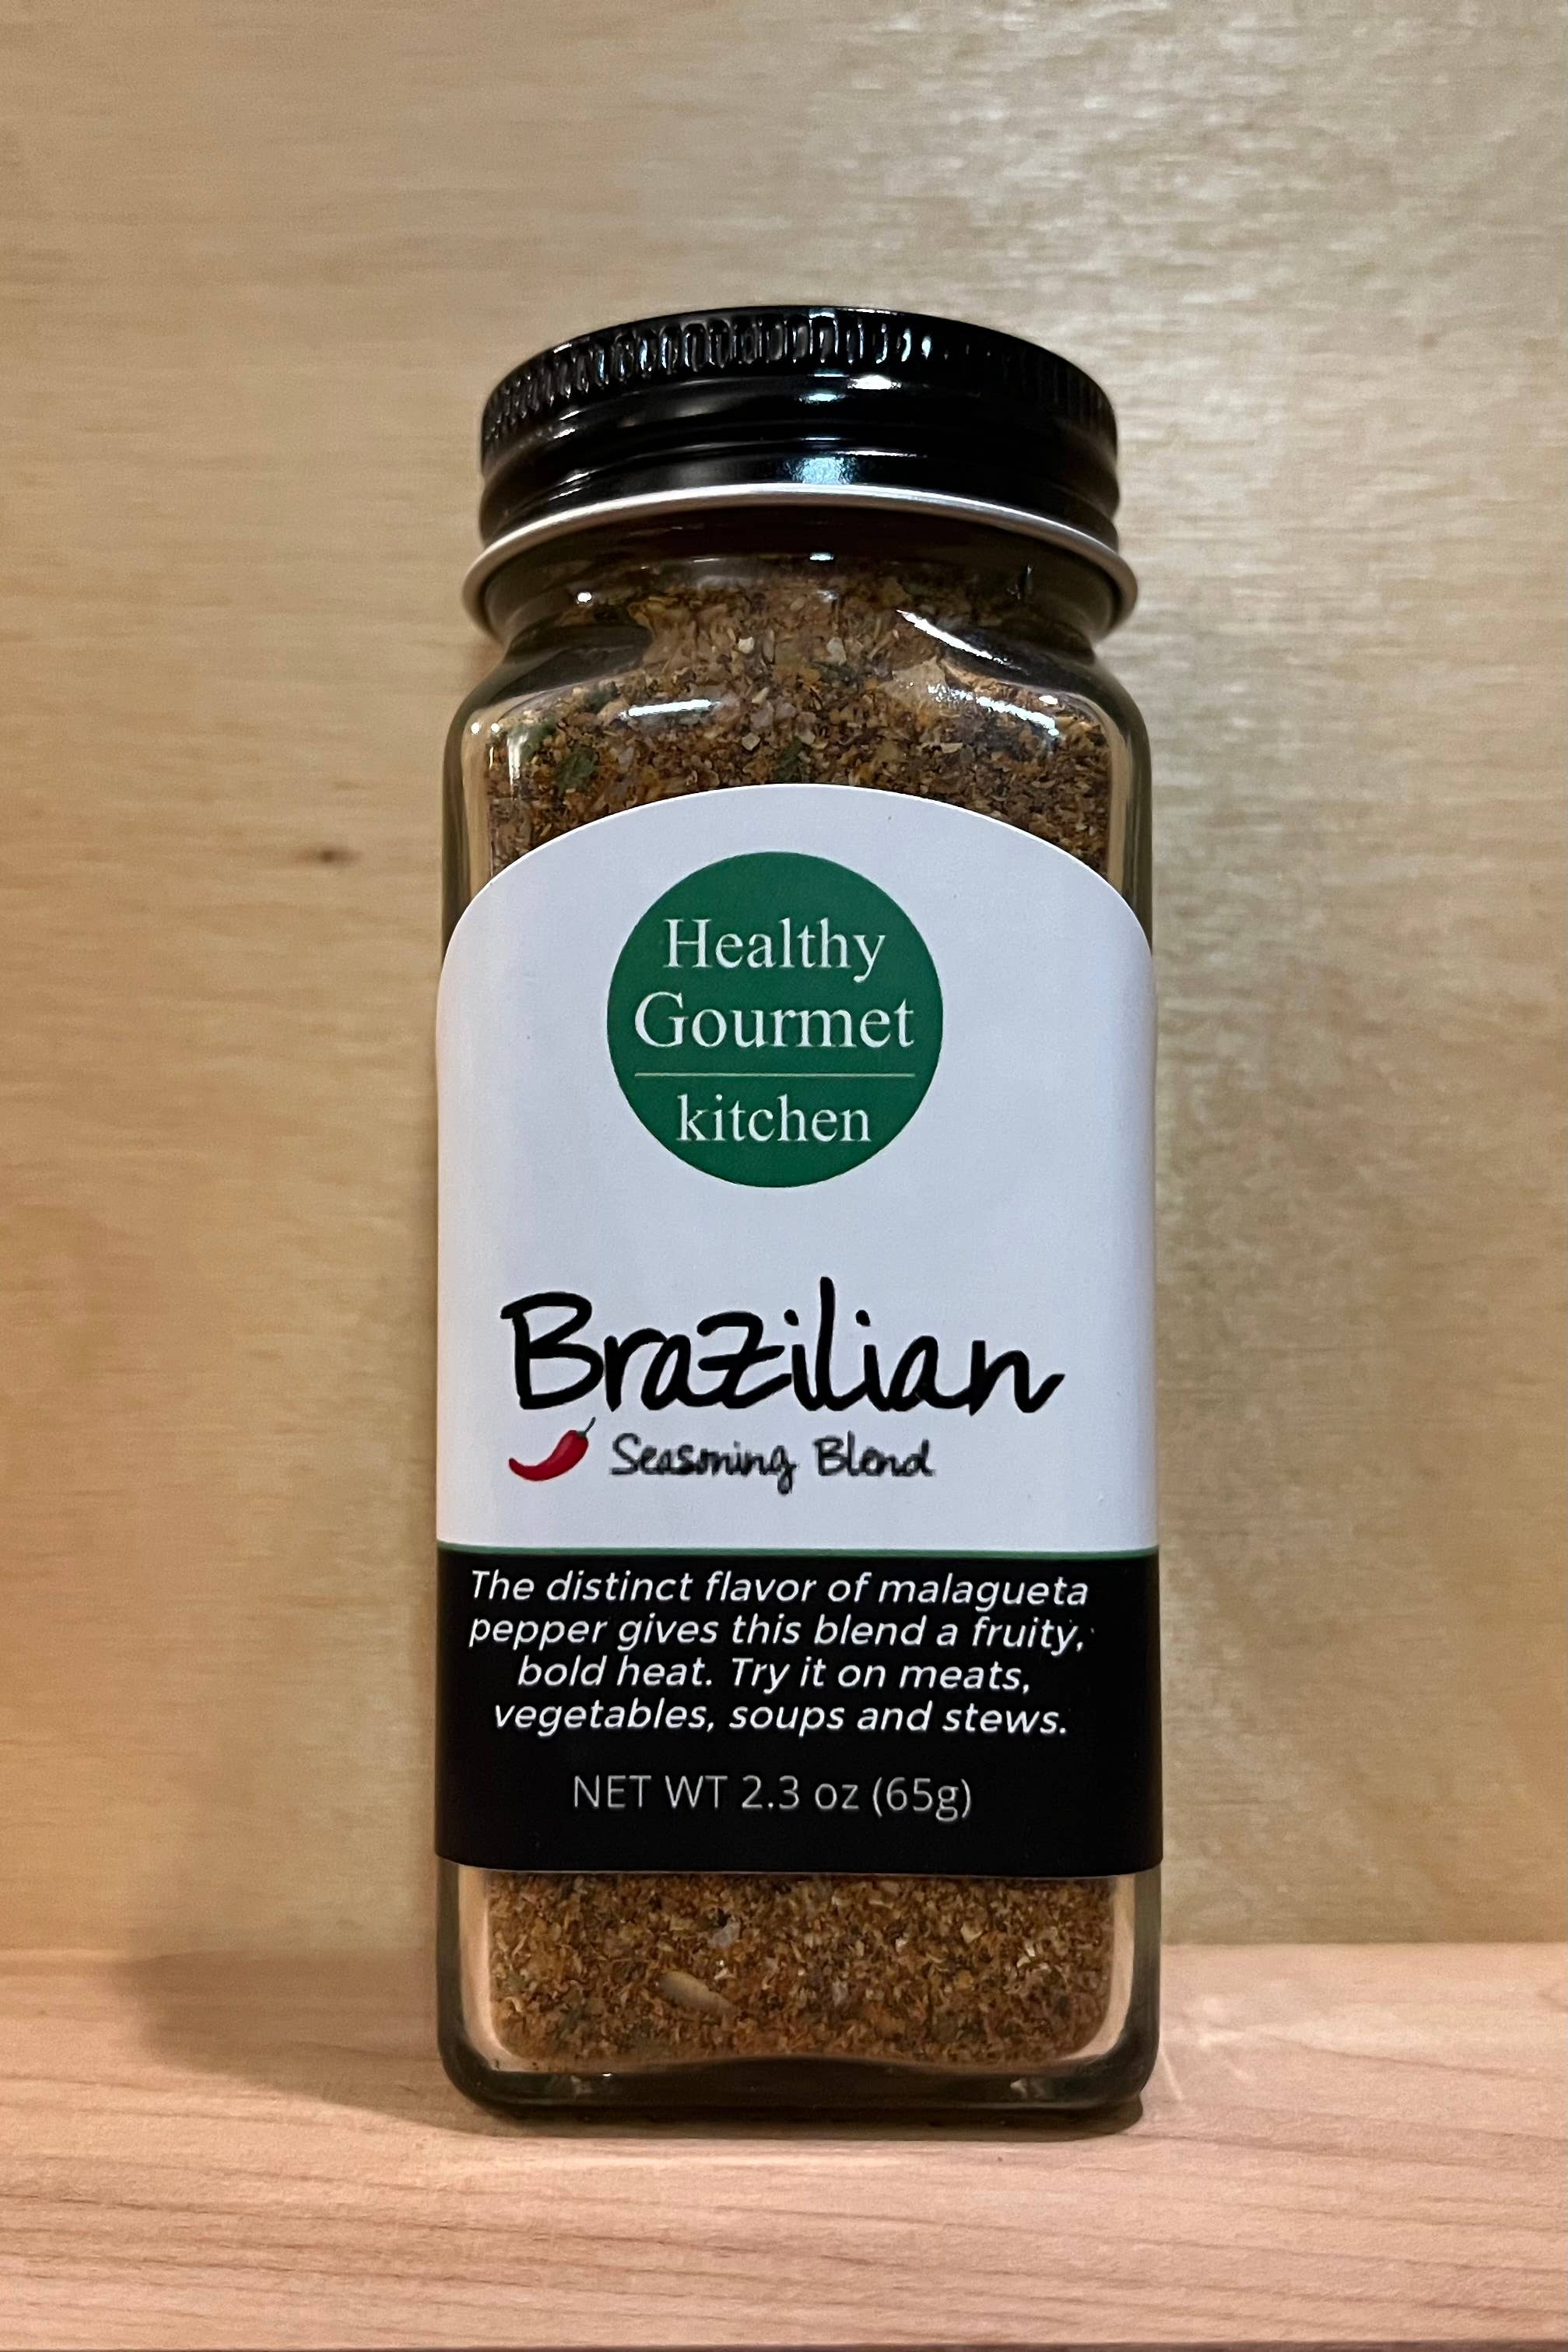 Healthy
Gourmet
kitchen
Brazilian
Seasoning Blend
The distinct flavor of malagueta
pepper gives this blend a fruity,
bold heat. Try it on meats,
vegetables, soups and stews.
NET WT 2.3 oz (65g)